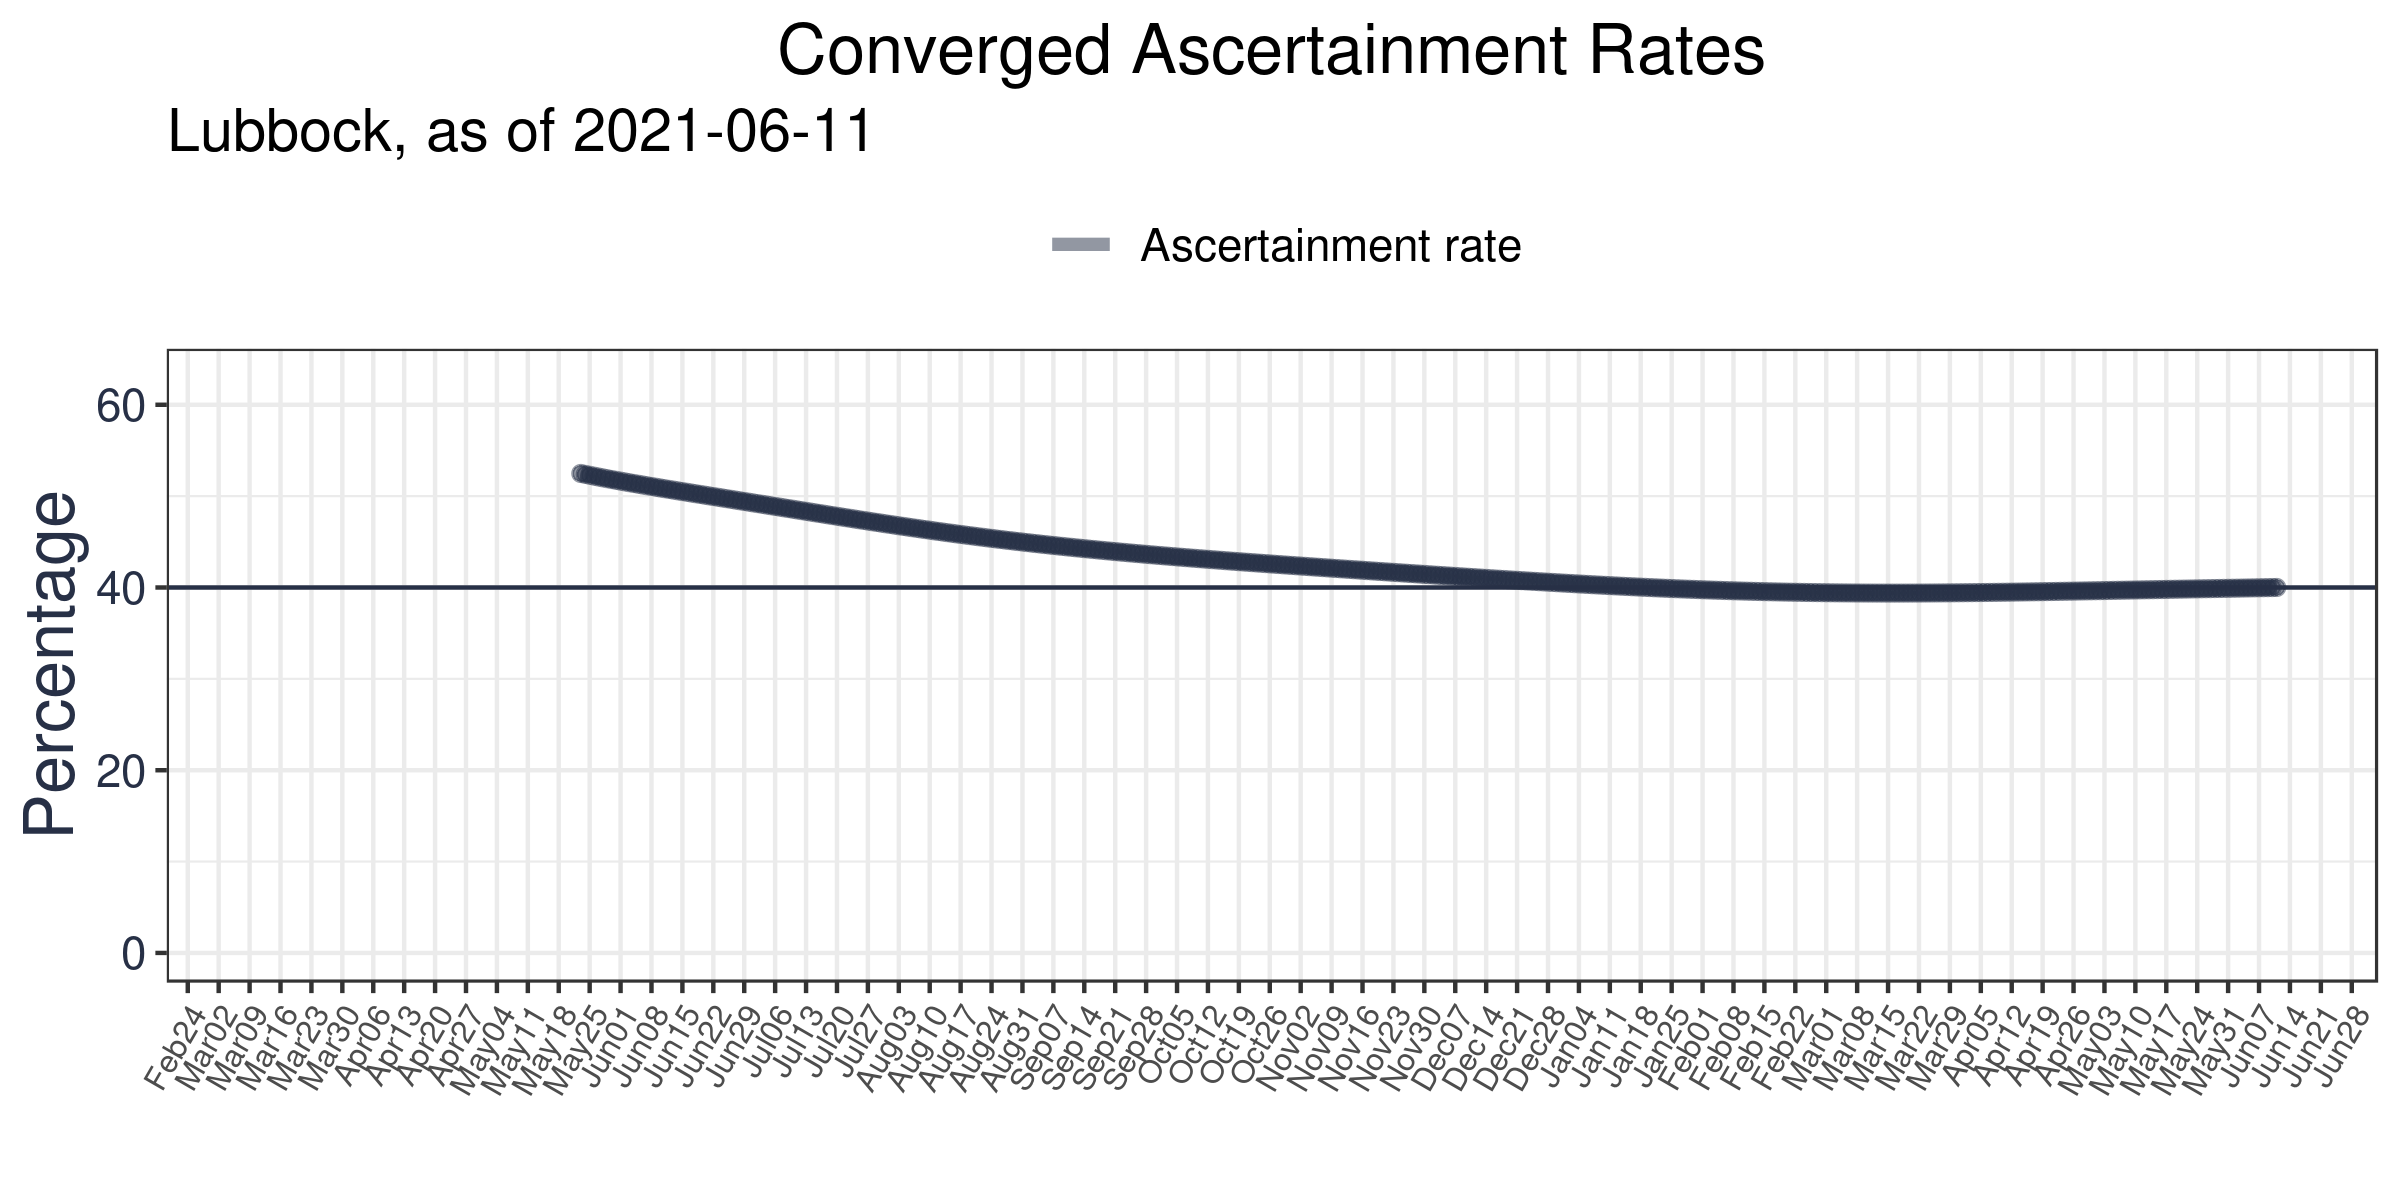 Converged Ascertainment Rates
Lubbock, as of 2021-06-11
Ascertainment rate
Percentage
60
40
20
0
Feb24 Mar02 Mar09 Mar16 Mar23 Mar30 Apr06 Apr13 Apr20 Apr27 May04 May11 May18 May25 Jun01 Jun08 Jun15 Jun22 Jun29 Jul06 Jul13 Jul20 Jul27 Aug03 Aug10 Aug17 Aug24 Aug31 Sep07 Sep14 Sep21 Sep28 Oct05 Oct12 Oct19 Oct26 Nov02 Nov09 Nov16 Nov23 Nov30 Dec07 Dec14 Dec21 Dec28 Jan04 Jan11 Jan18 Jan25 Feb01 Feb08 Feb15 Feb22 Mar01 Mar08 Mar15 Mar22 Mar29 Apr05 Apr12 Apr19 Apr26 May03 May10 May17 May24 May31 Jun07 Jun14 Jun21 Jun28